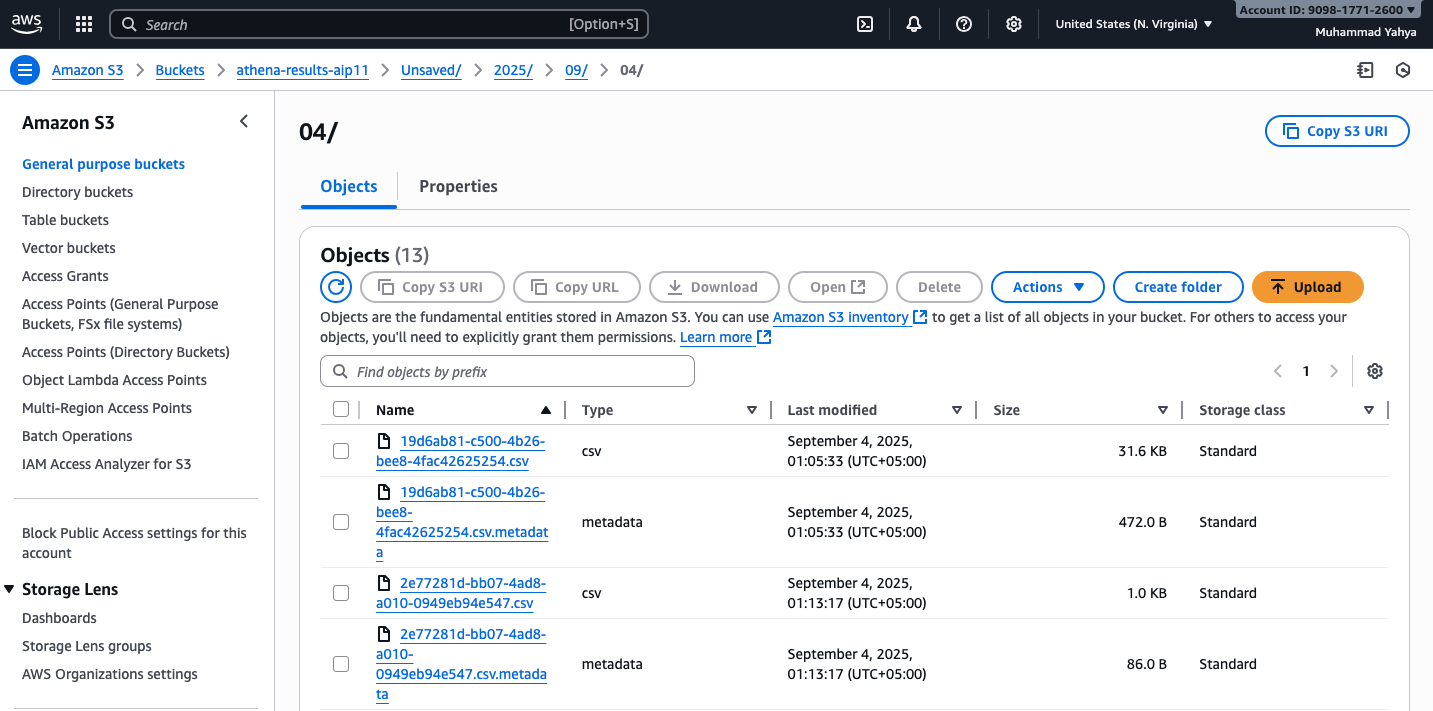 aws
Search
[Option+S]
United States (N. Virginia)
Account ID: 9098-1771-2600
Muhammad Yahya
Amazon S3
Buckets
athena-results-aip11
Unsaved/
2025/
09/
04/
Amazon S3
General purpose buckets
Directory buckets
Table buckets
Vector buckets
Access Grants
Access Points (General Purpose
Buckets, FSx file systems)
Access Points (Directory Buckets)
Object Lambda Access Points
Multi-Region Access Points
Batch Operations
IAM Access Analyzer for S3
Block Public Access settings for this
account
Storage Lens
Dashboards
Storage Lens groups
AWS Organizations settings
04/
Copy S3 URI
Objects
Properties
Objects (13)
Copy S3 URI
Copy URL
Download
Open
Delete
Actions
Create folder
Upload
Objects are the fundamental entities stored in Amazon S3. You can use Amazon S3 inventory to get a list of all objects in your bucket. For others to access your
objects, you'll need to explicitly grant them permissions. Learn more
Find objects by prefix
1
Name
Type
Last modified
Size
Storage class
19d6ab81-c500-4b26-
bee8-4fac42625254.csv
csv
September 4, 2025,
01:05:33 (UTC+05:00)
31.6 KB
Standard
19d6ab81-c500-4b26-
bee8-
4fac42625254.csv.metadat
a
metadata
September 4, 2025,
01:05:33 (UTC+05:00)
472.0 B
Standard
2e77281d-bb07-4ad8-
a010-0949eb94e547.csv
csv
September 4, 2025,
01:13:17 (UTC+05:00)
1.0 KB
Standard
2e77281d-bb07-4ad8-
a010-
0949eb94e547.csv.metada
ta
metadata
September 4, 2025,
01:13:17 (UTC+05:00)
86.0 B
Standard